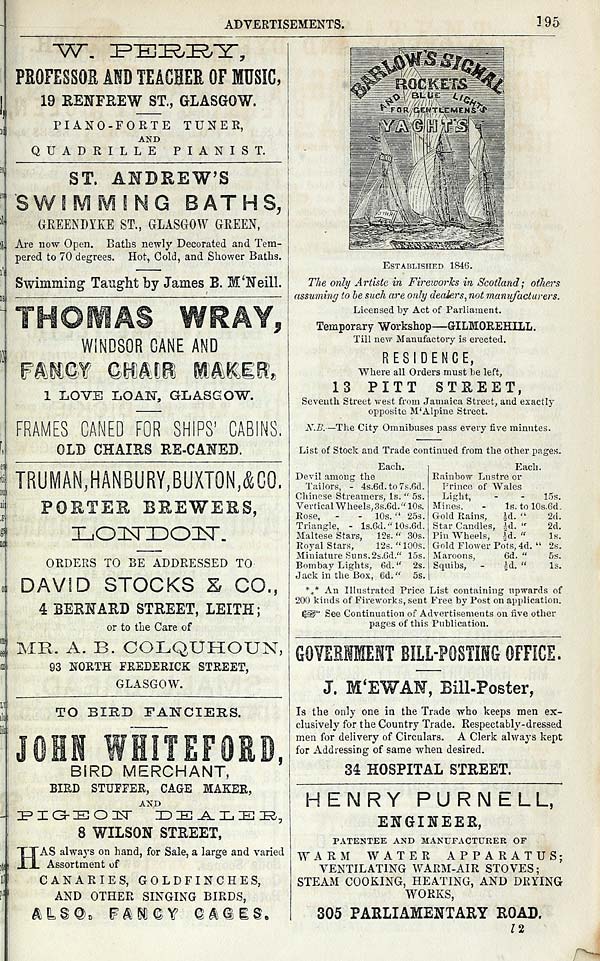 ADVERTISEMENTS.
195
W. PERRY,
PROFESSOR AND TEACHER OF MUSIC,
19 RENFREW ST., GLASGOW.
PIANO-FORTE TUNER,
AND
QUADRILLE PIANIST.
ST. ANDREW'S
SWIMMING BATHS,
GREENDYKE ST., GLASGOW GREEN,
Are now Open. Baths newly Decorated and Tem-
pered to 70 degrees. Hot, Cold, and Shower Baths.
Swimming Taught by James B. M'Neill.
THOMAS WRAY,
WINDSOR CANE AND
FANCY CHAIR MAKER,
1 LOVE LOAN, GLASGOW.
FRAMES CANED FOR SHIPS' CABINS.
OLD CHAIRS RE-CANED.
TRUMAN, HANBURY, BUXTON, & CO.
PORTER BREWERS,
LONDON.
ORDERS TO BE ADDRESSED TO
DAVID STOCKS & CO.,
4 BERNARD STREET, LEITH;
or to the Care of
MR. A. B. COLQUHOUN,
93 NORTH FREDERICK STREET,
GLASGOW.
TO BIRD FANCIERS.
JOHN WHITEFORD,
BIRD MERCHANT,
BIRD STUFFER, CAGE MAKER,
AND
PIGEON DEALER,
8 WILSON STREET,
HAS always on hand, for Sale, a large and varied
Assortment of
CANARIES, GOLDFINCHES,
AND OTHER SINGING BIRDS,
ALSO, FANCY CAGES.
BARLOW'S SIGNAL
ROCKETS
AND BLUE LIGHTS
FOR GENTLEMENS
YACHTS
ESTABLISHED 1846.
The only Artiste in Fireworks in Scotland; others
assuming to be such are only dealers, not manufacturers.
Licensed by Act of Parliament.
Temporary Workshop—GILMOREHILL.
Till new Manufactory is erected.
RESIDENCE,
Where all Orders must be left,
13 PITT STREET,
Seventh Street west from Jamaica Street, and exactly
opposite M'Alpine Street.
N.B.—The City Omnibuses pass every five minutes.
List of Stock and Trade continued from the other pages.
Each.
Devil among the
Tailors, - 4s.6d. to 7s.6d.
Chinese Streamers, 1s. " 5s.
Vertical Wheels, 3s.6d. " 10s.
Rose, - - 10s. " 25s.
Triangle, - 1s.6d. " 10s.6d.
Maltese Stars, 12s. " 30s.
Royal Stars, 12s. " 100s.
Miniature Suns, 2s.6d. " 15s.
Bombay Lights, 6d. " 2s.
Jack in the Box, 6d. " 5s.
Each.
Rainbow Lustre or
Prince of Wales
Light, - - 15s.
Mines, - 1s. to 10s.6d.
Gold Rains, ½d. " 2d.
Star Candles, ½d. " 2d.
Pin Wheels, ½d. " 1s.
Gold Flower Pots, 4d. " 2s.
Maroons, 6d. " 5s.
Squibs, - ½d. " 1s.
*** An Illustrated Price List containing upwards of
200 kinds of Fireworks, sent Free by Post on application.
☞ See Continuation of Advertisements on five other
pages of this Publication.
GOVERNMENT BILL-POSTING OFFICE.
J. M'EWAN, Bill-Poster,
Is the only one in the Trade who keeps men ex-
clusively for the Country Trade. Respectably-dressed
men for delivery of Circulars. A Clerk always kept
for Addressing of same when desired.
34 HOSPITAL STREET.
HENRY PURNELL,
ENGINEER,
PATENTEE AND MANUFACTURER OF
WARM WATER APPARATUS;
VENTILATING WARM-AIR STOVES;
STEAM COOKING, HEATING, AND DRYING
WORKS,
305 PARLIAMENTARY ROAD.
l 2